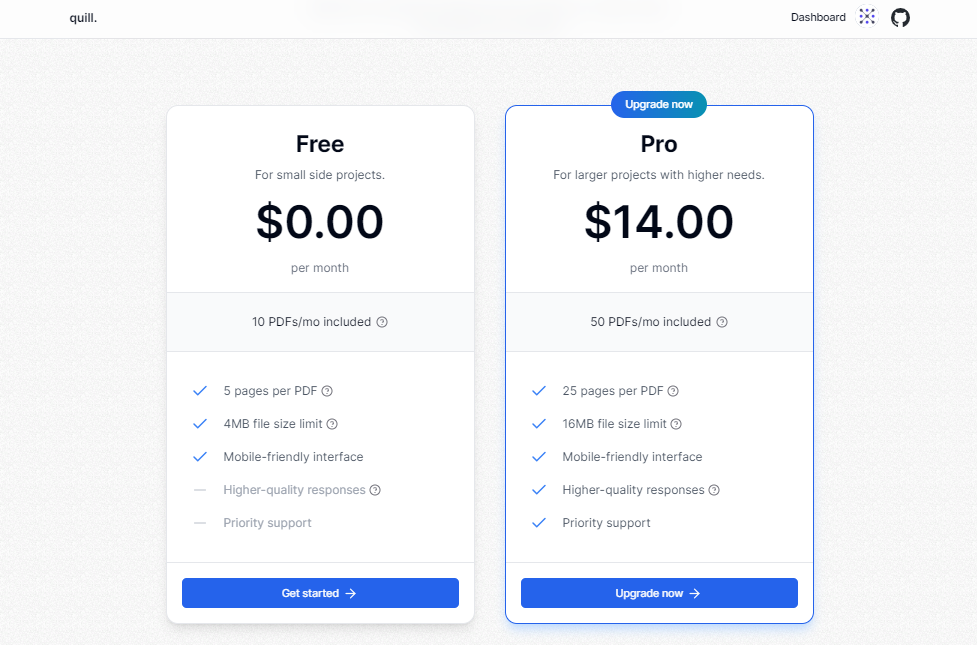 quill.
Dashboard
Free
For small side projects.
$0.00
per month
10 PDFs/mo included
5 pages per PDF
4MB file size limit
Mobile-friendly interface
Higher-quality responses
Priority support
Get started
Upgrade now
Pro
For larger projects with higher needs.
$14.00
per month
50 PDFs/mo included
25 pages per PDF
16MB file size limit
Mobile-friendly interface
Higher-quality responses
Priority support
Upgrade now